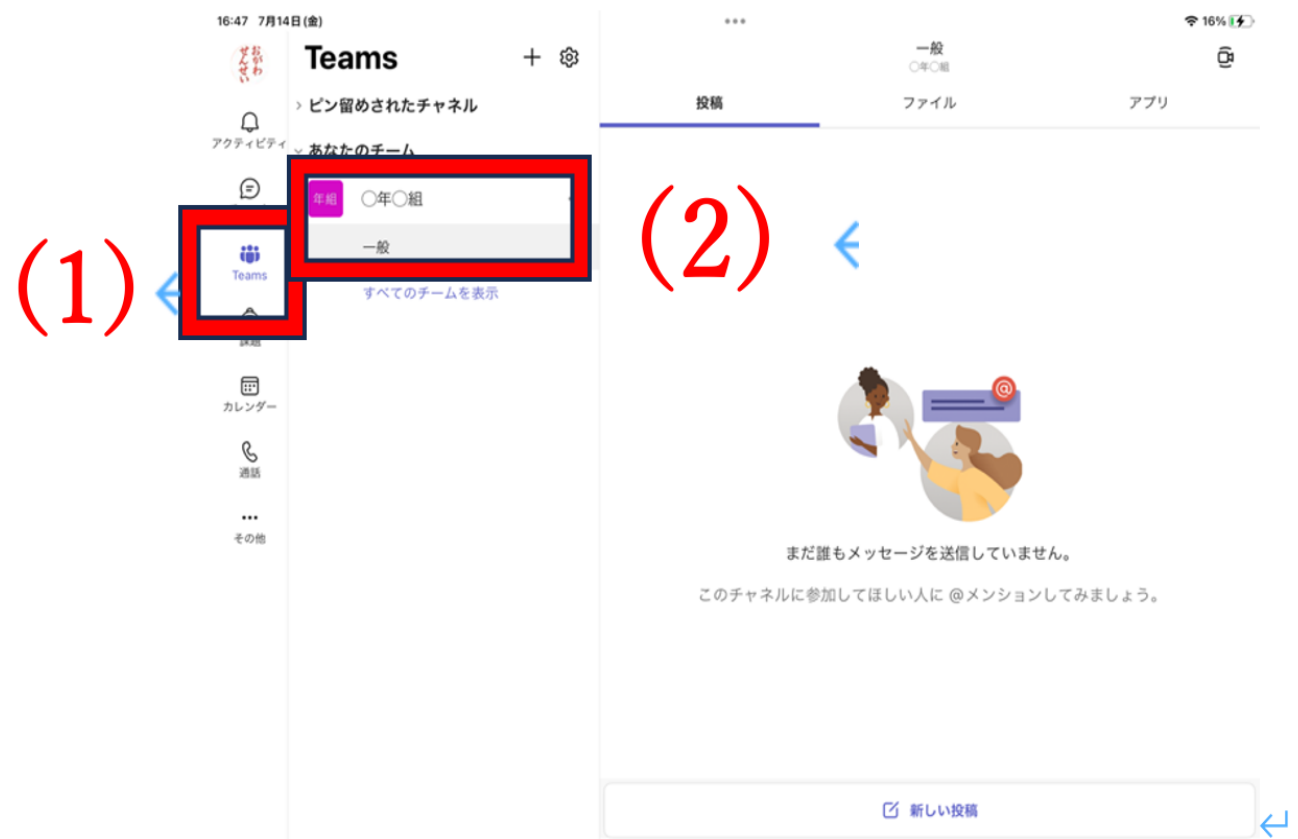 16:47 7月14日(金)
16%
おがわ
せんせい
Teams
一般
〇年〇組
ピン留めされたチャネル
投稿
ファイル
アプリ
アクティビティ
あなたのチーム
年組
〇年〇組
(1)
(2)
Teams
一般
すべてのチームを表示
課題
カレンダー
通話
その他
@
まだ誰もメッセージを送信していません。
このチャネルに参加してほしい人に @メンションしてみましょう。
新しい投稿